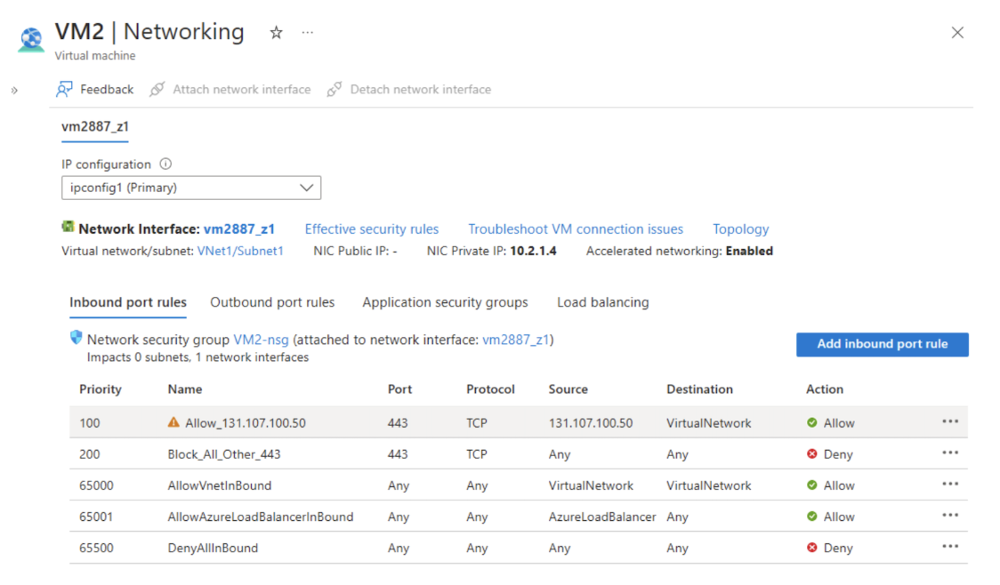 VM2 | Networking ☆ ...
Virtual machine
» Feedback Attach network interface Detach network interface
vm2887_z1
IP configuration
ipconfig1 (Primary)
Network Interface: vm2887_z1 Effective security rules Troubleshoot VM connection issues Topology
Virtual network/subnet: VNet1/Subnet1 NIC Public IP: - NIC Private IP: 10.2.1.4 Accelerated networking: Enabled
Inbound port rules Outbound port rules Application security groups Load balancing
Network security group VM2-nsg (attached to network interface: vm2887_z1)
Impacts 0 subnets, 1 network interfaces
Add inbound port rule
Priority Name Port Protocol Source Destination Action
100 Allow_131.107.100.50 443 TCP 131.107.100.50 VirtualNetwork Allow ...
200 Block_All_Other_443 443 TCP Any Any Deny ...
65000 AllowVnetInBound Any Any VirtualNetwork VirtualNetwork Allow ...
65001 AllowAzureLoadBalancerInBound Any Any AzureLoadBalancer Any Allow ...
65500 DenyAllInBound Any Any Any Any Deny ...